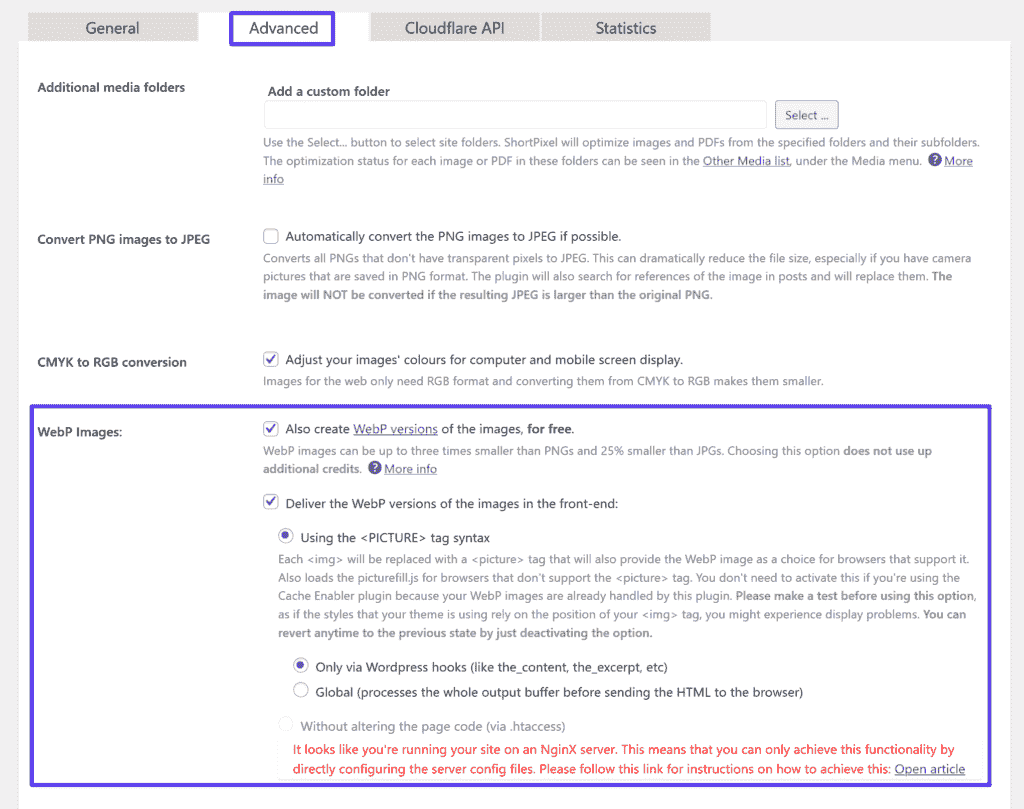 General
Advanced
Cloudflare API
Statistics
Additional media folders
Add a custom folder
Select ...
Use the Select... button to select site folders. ShortPixel will optimize images and PDFs from the specified folders and their subfolders.
The optimization status for each image or PDF in these folders can be seen in the Other Media list, under the Media menu. ? More
info
Convert PNG images to JPEG
Automatically convert the PNG images to JPEG if possible.
Converts all PNGs that don't have transparent pixels to JPEG. This can dramatically reduce the file size, especially if you have camera
pictures that are saved in PNG format. The plugin will also search for references of the image in posts and will replace them. The
image will NOT be converted if the resulting JPEG is larger than the original PNG.
CMYK to RGB conversion
Adjust your images' colours for computer and mobile screen display.
Images for the web only need RGB format and converting them from CMYK to RGB makes them smaller.
WebP Images:
Also create WebP versions of the images, for free.
WebP images can be up to three times smaller than PNGs and 25% smaller than JPGs. Choosing this option does not use up
additional credits. ? More info
Deliver the WebP versions of the images in the front-end:
Using the <PICTURE> tag syntax
Each <img> will be replaced with a <picture> tag that will also provide the WebP image as a choice for browsers that support it.
Also loads the picturefill.js for browsers that don't support the <picture> tag. You don't need to activate this if you're using the
Cache Enabler plugin because your WebP images are already handled by this plugin. Please make a test before using this option,
as if the styles that your theme is using rely on the position of your <img> tag, you might experience display problems. You can
revert anytime to the previous state by just deactivating the option.
Only via Wordpress hooks (like the_content, the_excerpt, etc)
Global (processes the whole output buffer before sending the HTML to the browser)
Without altering the page code (via .htaccess)
It looks like you're running your site on an NginX server. This means that you can only achieve this functionality by
directly configuring the server config files. Please follow this link for instructions on how to achieve this: Open article